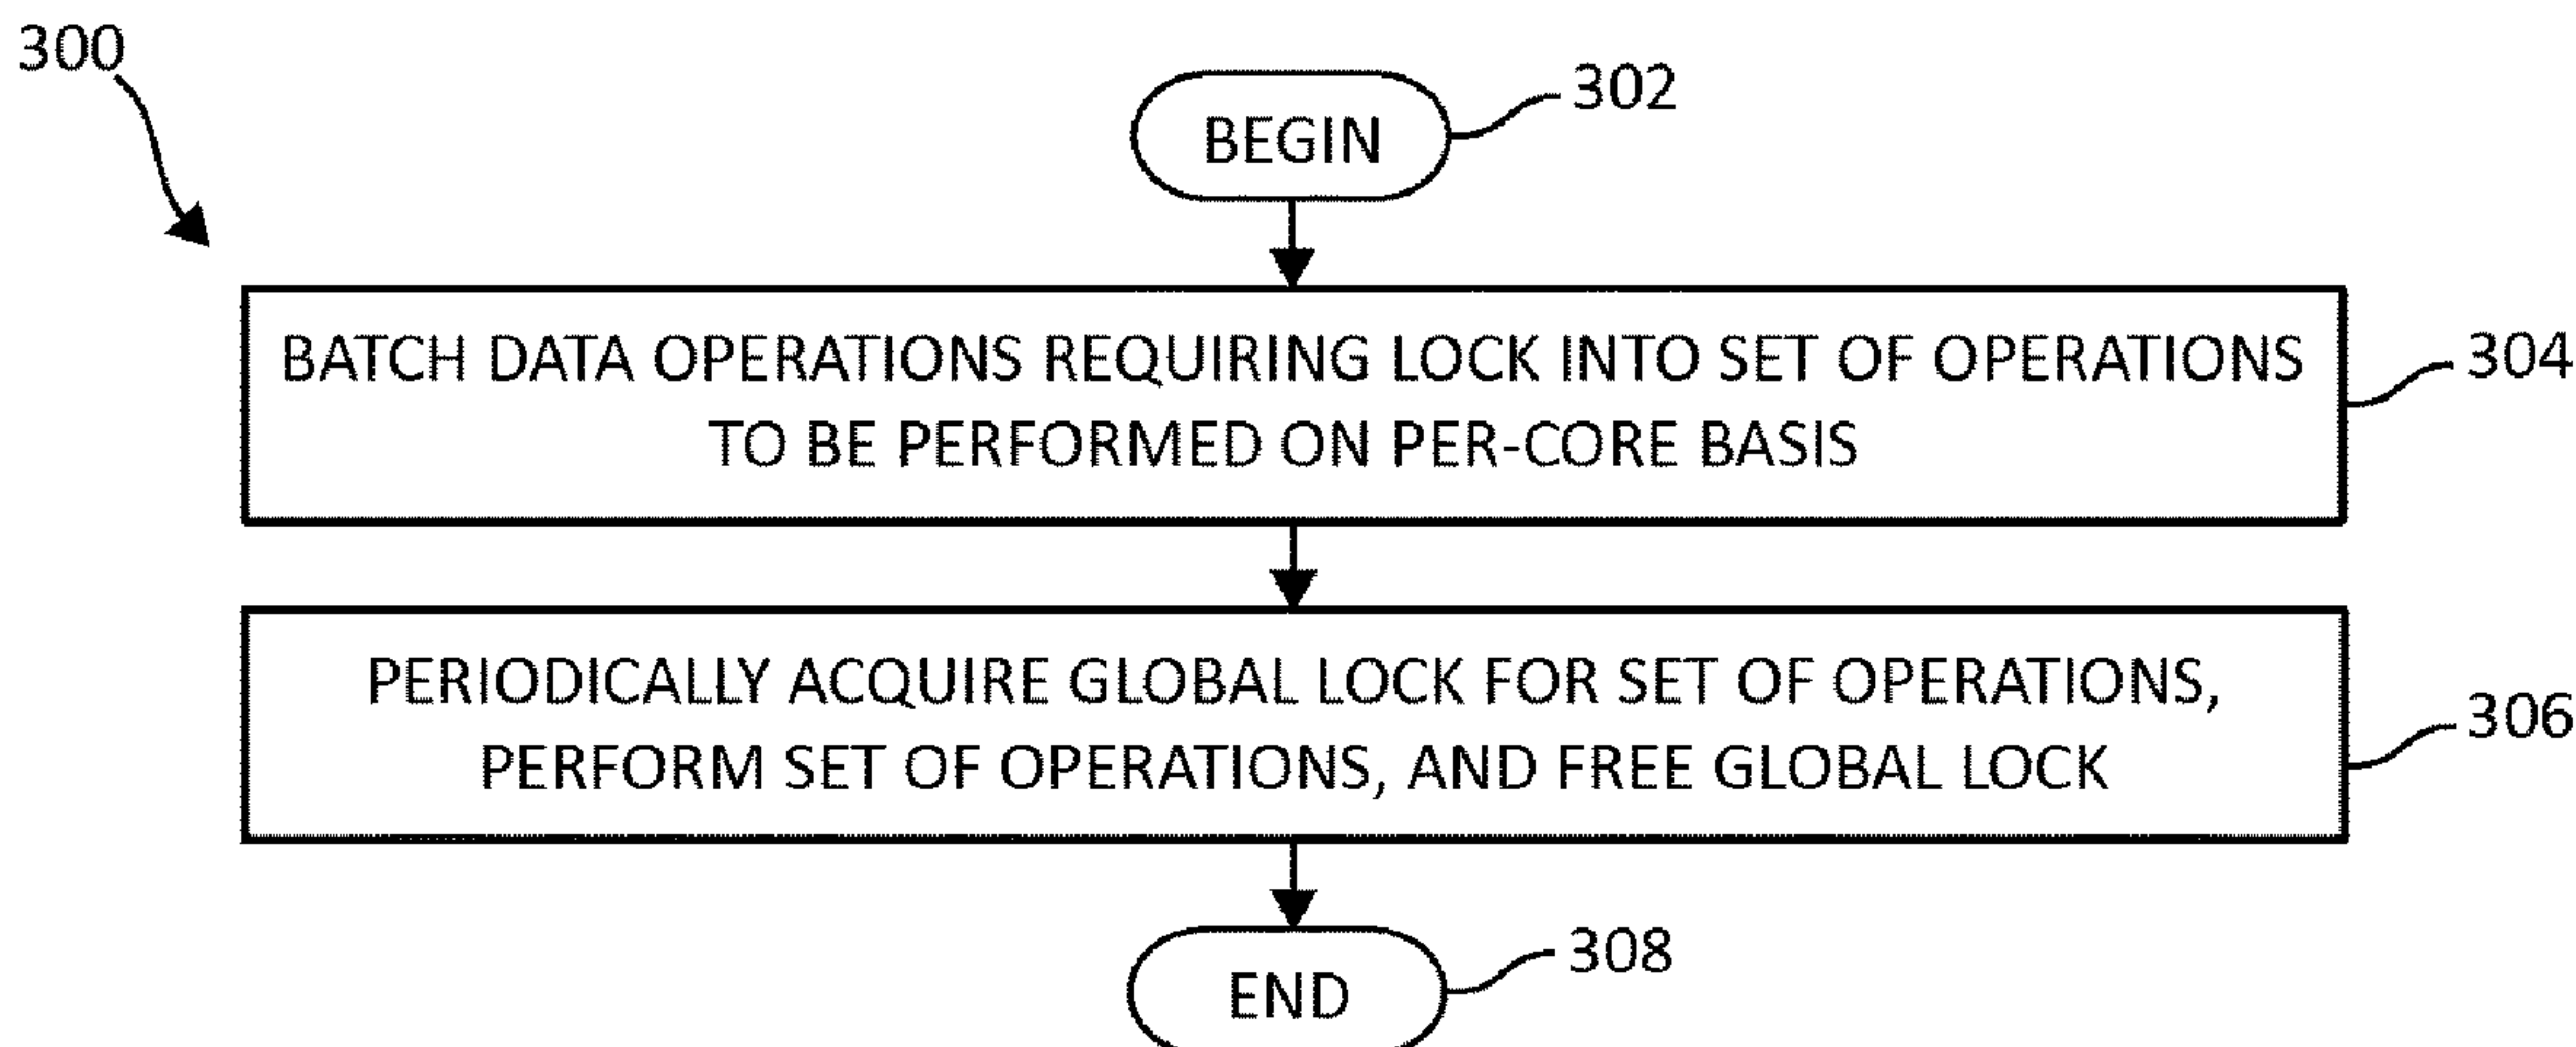 300
302
BEGIN
BATCH DATA OPERATIONS REQUIRING LOCK INTO SET OF OPERATIONS
TO BE PERFORMED ON PER-CORE BASIS
304
PERIODICALLY ACQUIRE GLOBAL LOCK FOR SET OF OPERATIONS,
PERFORM SET OF OPERATIONS, AND FREE GLOBAL LOCK
306
308
END